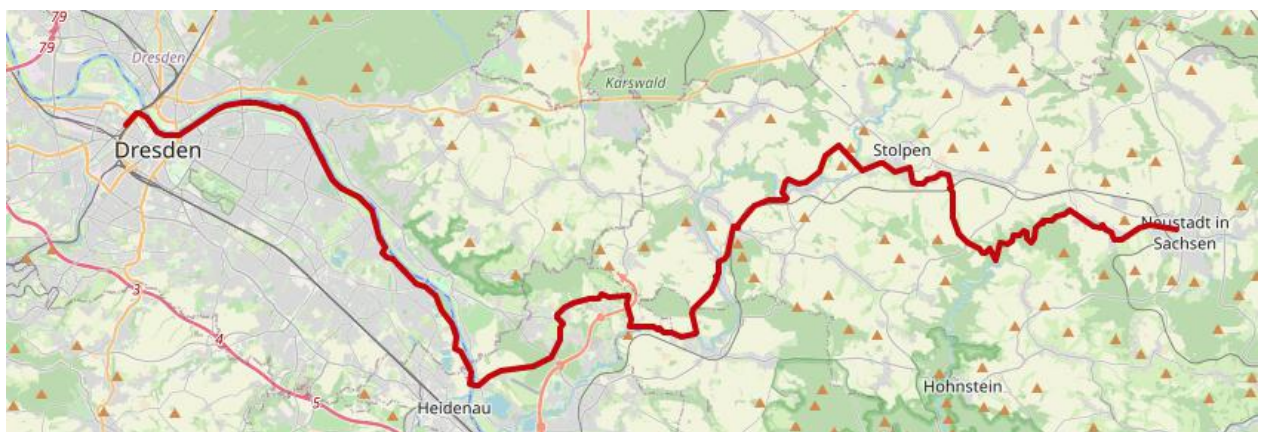 79
79
Dresden
Karswald
Dresden
Stolpen
Neustadt in
Sachsen
3
4
5
Hohnstein
Heidenau